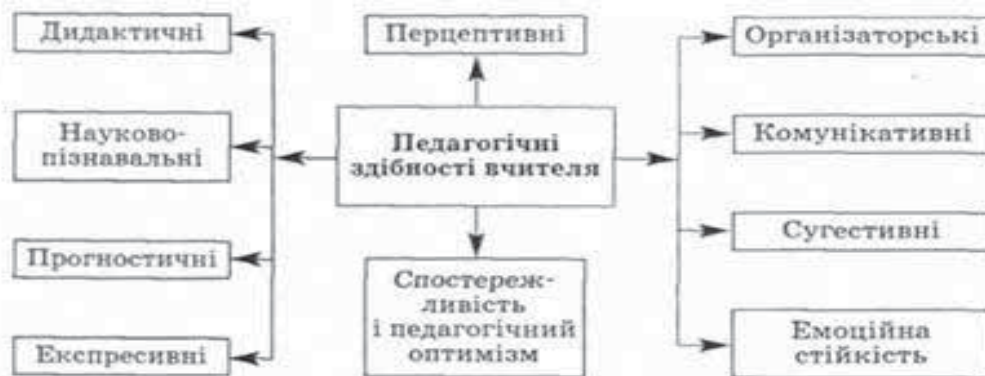 Дидактичні
Науково-
пізнавальні
Прогностичні
Експресивні
Перцептивні
Педагогічні
здібності вчителя
Спостереж-
ливість
і педагогічний
оптимізм
Організаторські
Комунікативні
Сугестивні
Емоційна
стійкість